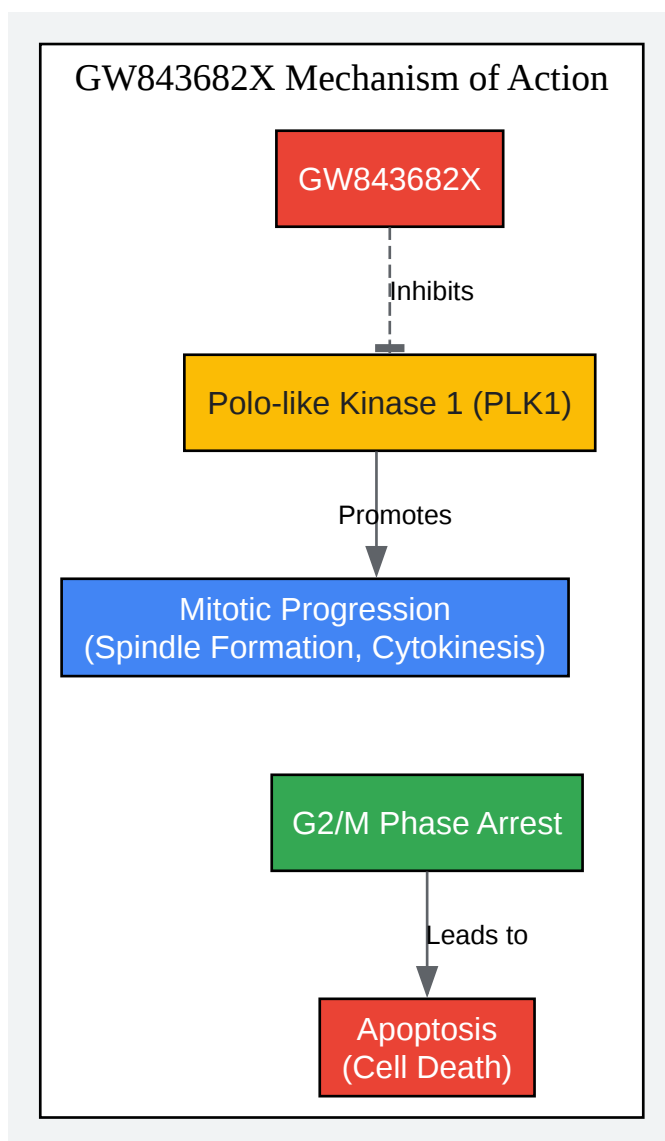 GW843682X Mechanism of Action
GW843682X
Inhibits
Polo-like Kinase 1 (PLK1)
Promotes
Mitotic Progression
(Spindle Formation, Cytokinesis)
G2/M Phase Arrest
Leads to
Apoptosis
(Cell Death)